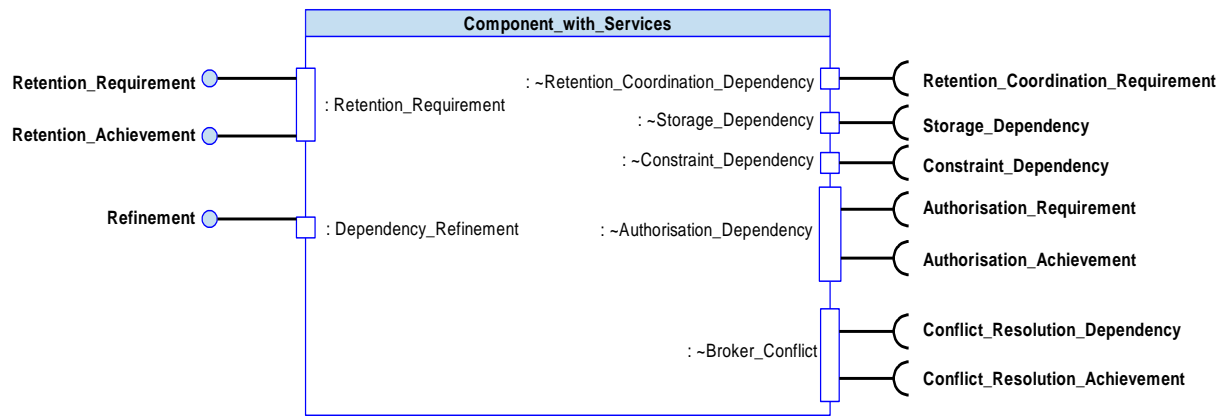 Component_with_Services
Retention_Requirement
Retention_Achievement
: Retention_Requirement
Refinement
: Dependency_Refinement
: ~Retention_Coordination_Dependency
Retention_Coordination_Requirement
: ~Storage_Dependency
Storage_Dependency
: ~Constraint_Dependency
Constraint_Dependency
: ~Authorisation_Dependency
Authorisation_Requirement
Authorisation_Achievement
: ~Broker_Conflict
Conflict_Resolution_Dependency
Conflict_Resolution_Achievement